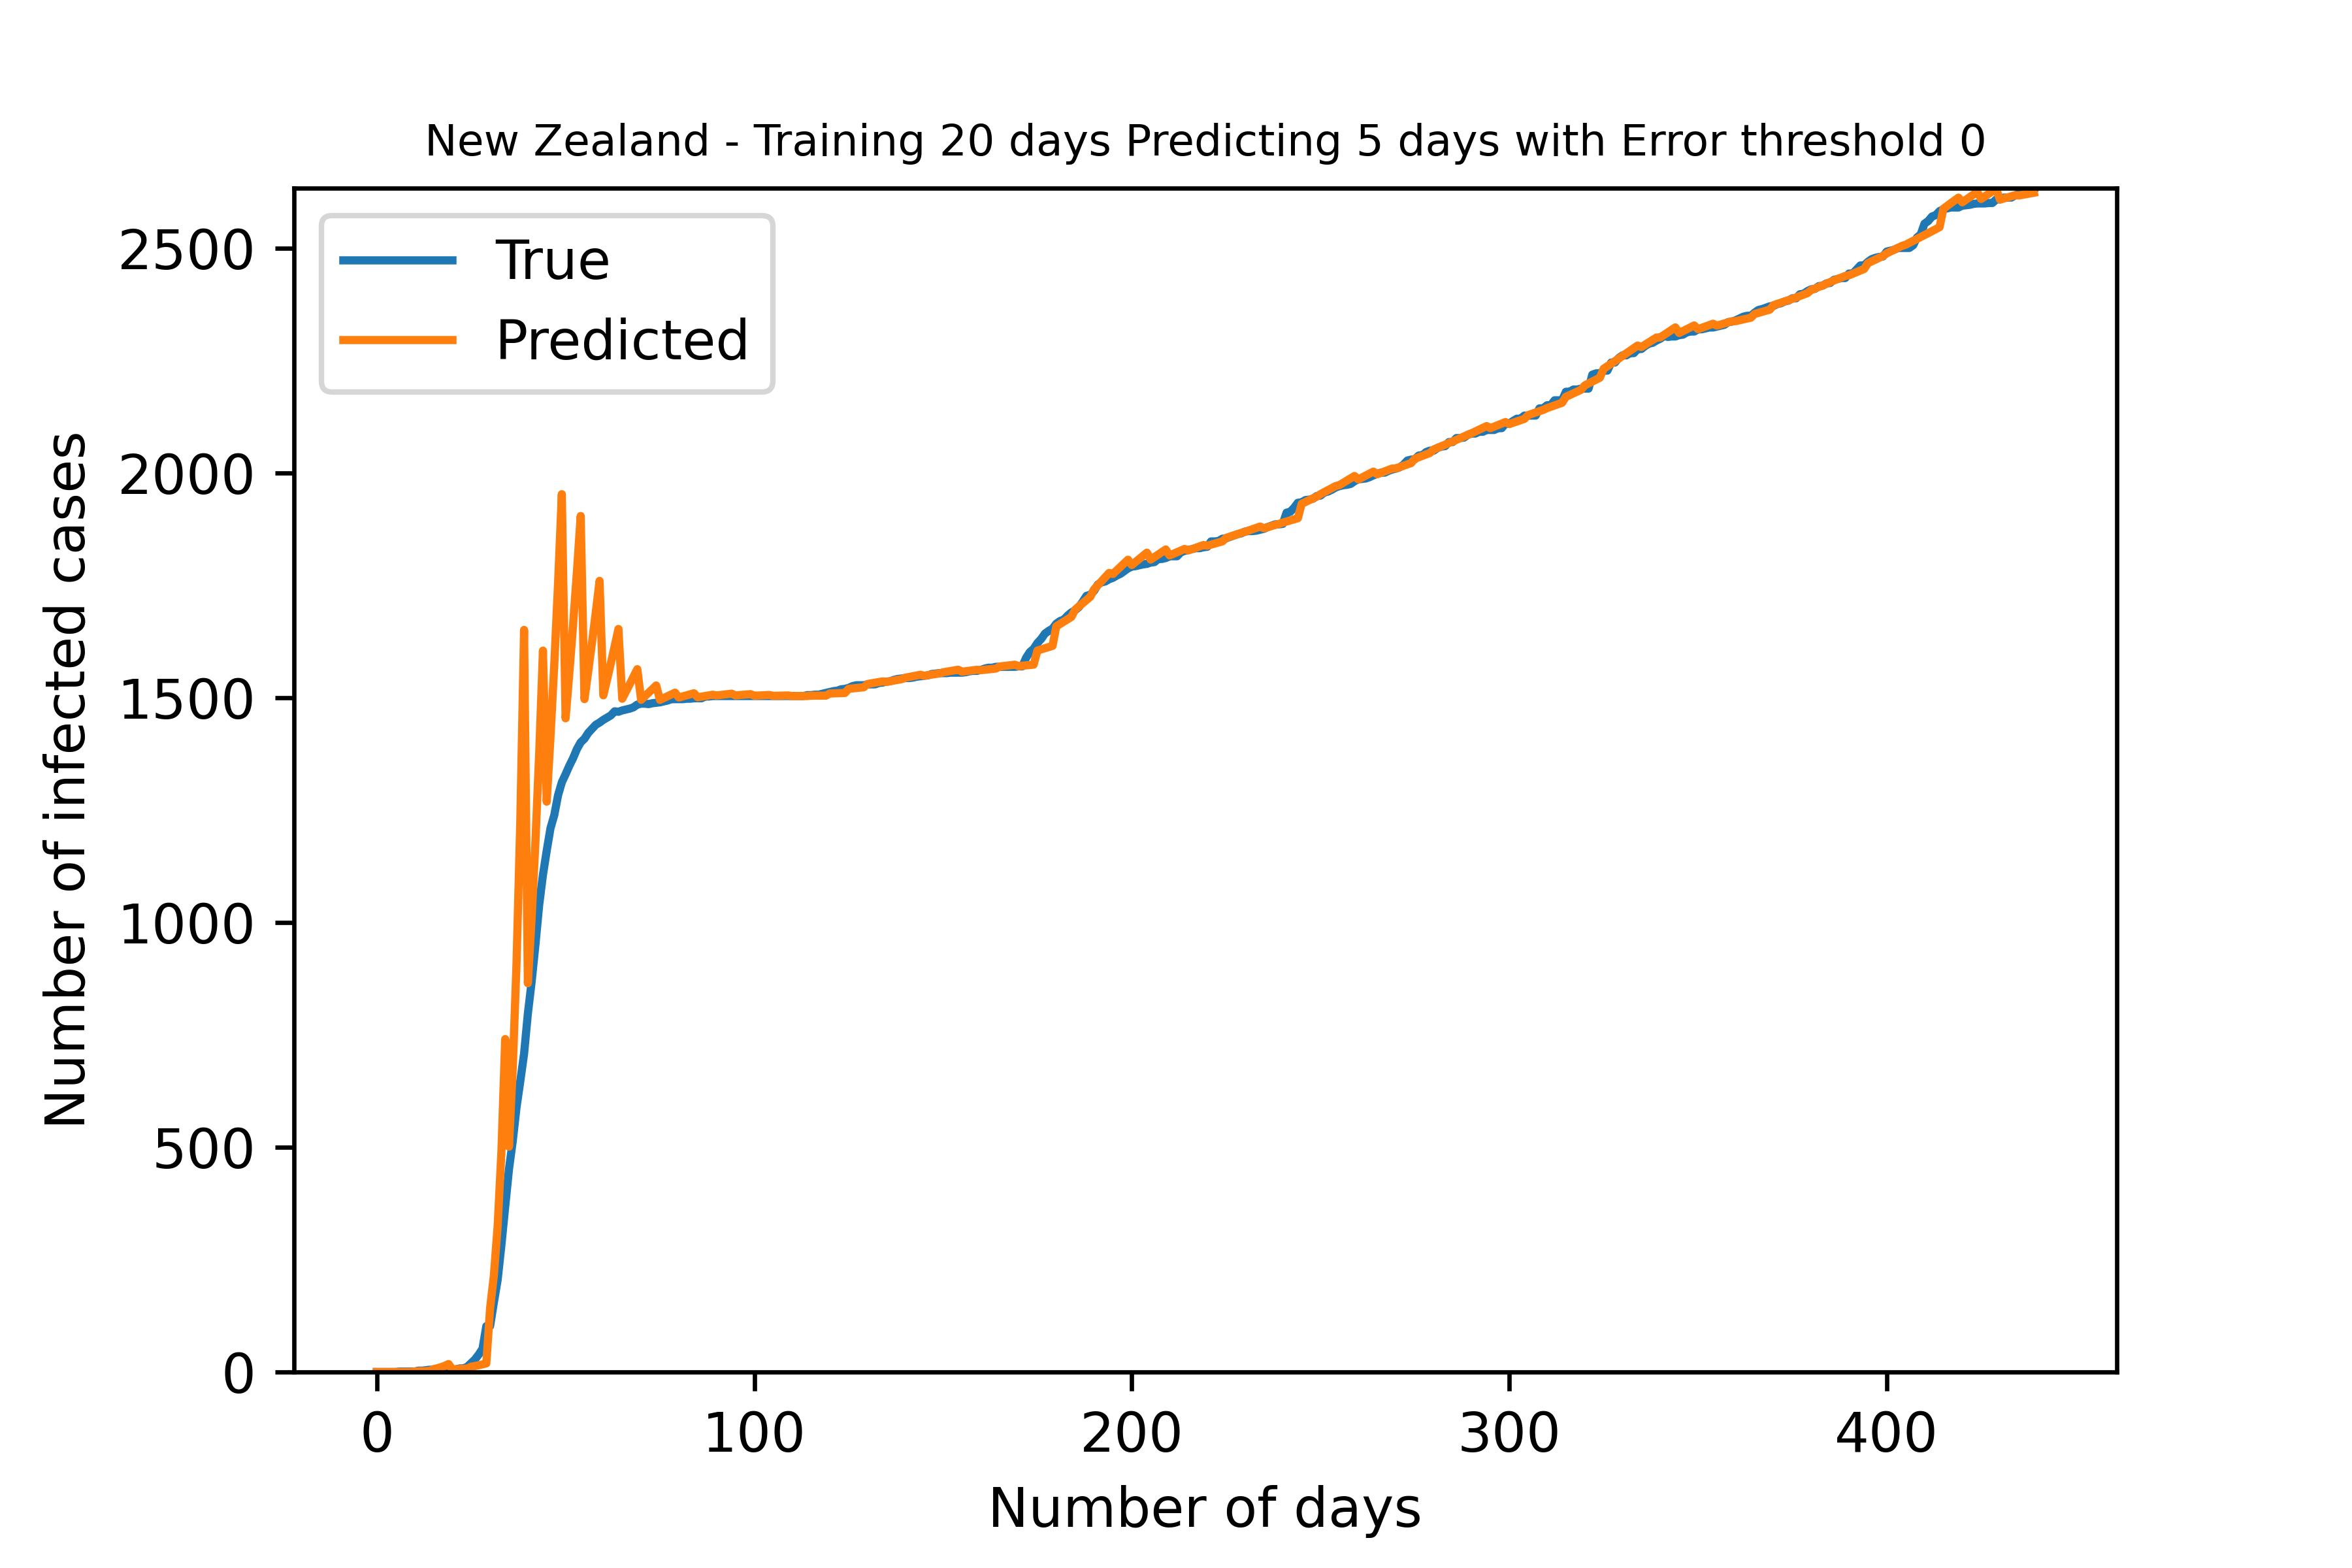 New Zealand - Training 20 days Predicting 5 days with Error threshold 0
True
Predicted
2500
2000
1500
1000
500
0
Number of infected cases
0 100 200 300 400
Number of days